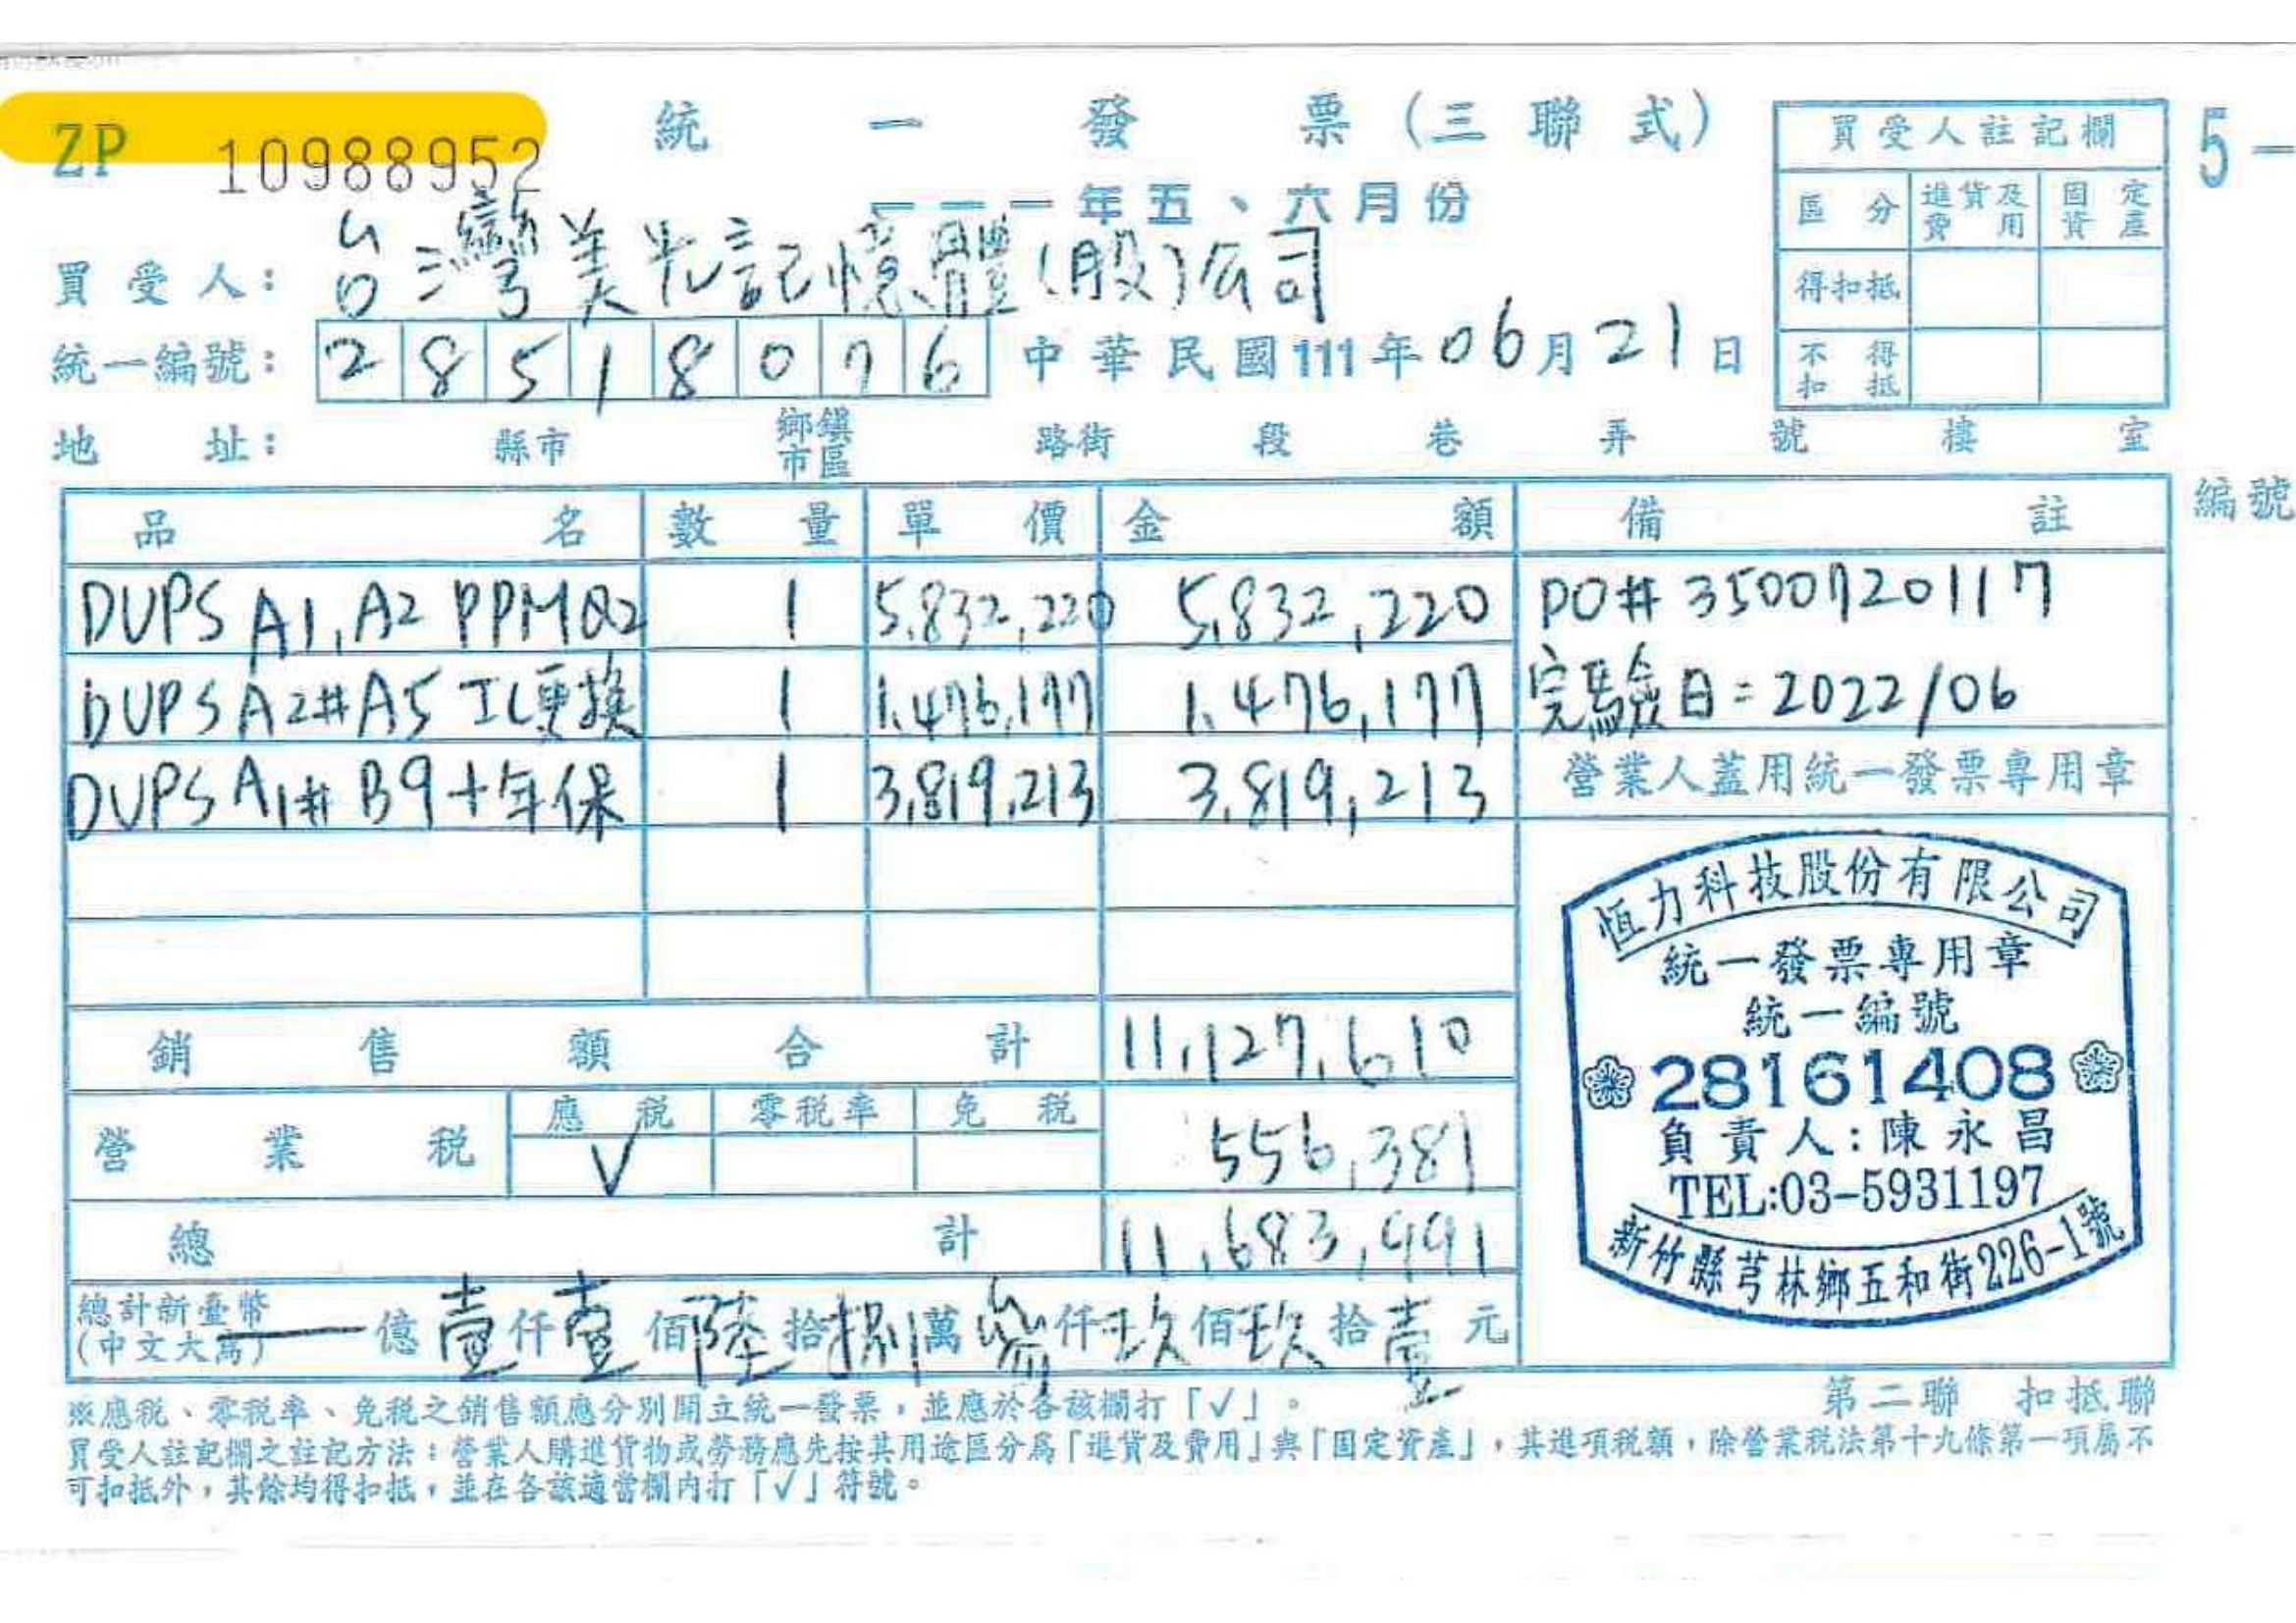 ZP 10988952
統一發票(三聯式)
一一一年五、六月份
買受人: 台灣美光記憶體(股)公司
統一編號: 28518076 中華民國111年06月21日
地址: 縣市 鄉鎮市區 路街 段 巷 弄 號 樓 室
買受人註記欄
區分 進貨及費用 固定資產
得扣抵
不得扣抵
5-
編號
品名 數量 單價 金額 備註
DUPS A1,A2 PPM Q2 1 5,832,220 5,832,220 PO# 3500720117
DUPS A2#A5 IL更換 1 1,476,177 1,476,177 完驗日=2022/06
DUPS A1# B9十年保 1 3,819,213 3,819,213 營業人蓋用統一發票專用章
銷售額合計 11,127,610
營業稅 應稅 零稅率 免稅 556,381
√
總計 11,683,991
總計新臺幣(中文大寫) — 億壹仟壹佰陸拾捌萬參仟玖佰玖拾壹元
恆力科技股份有限公司
統一發票專用章
統一編號
28161408
負責人:陳永昌
TEL:03-5931197
新竹縣芎林鄉五和街226-1號
第二聯 扣抵聯
※應稅、零稅率、免稅之銷售額應分別開立統一發票,並應於各該欄打「√」。
買受人註記欄之註記方法:營業人購進貨物或勞務應先按其用途區分為「進貨及費用」與「固定資產」,其進項稅額,除營業稅法第十九條第一項屬不
可扣抵外,其餘均得扣抵,並在各該適當欄內打「√」符號。